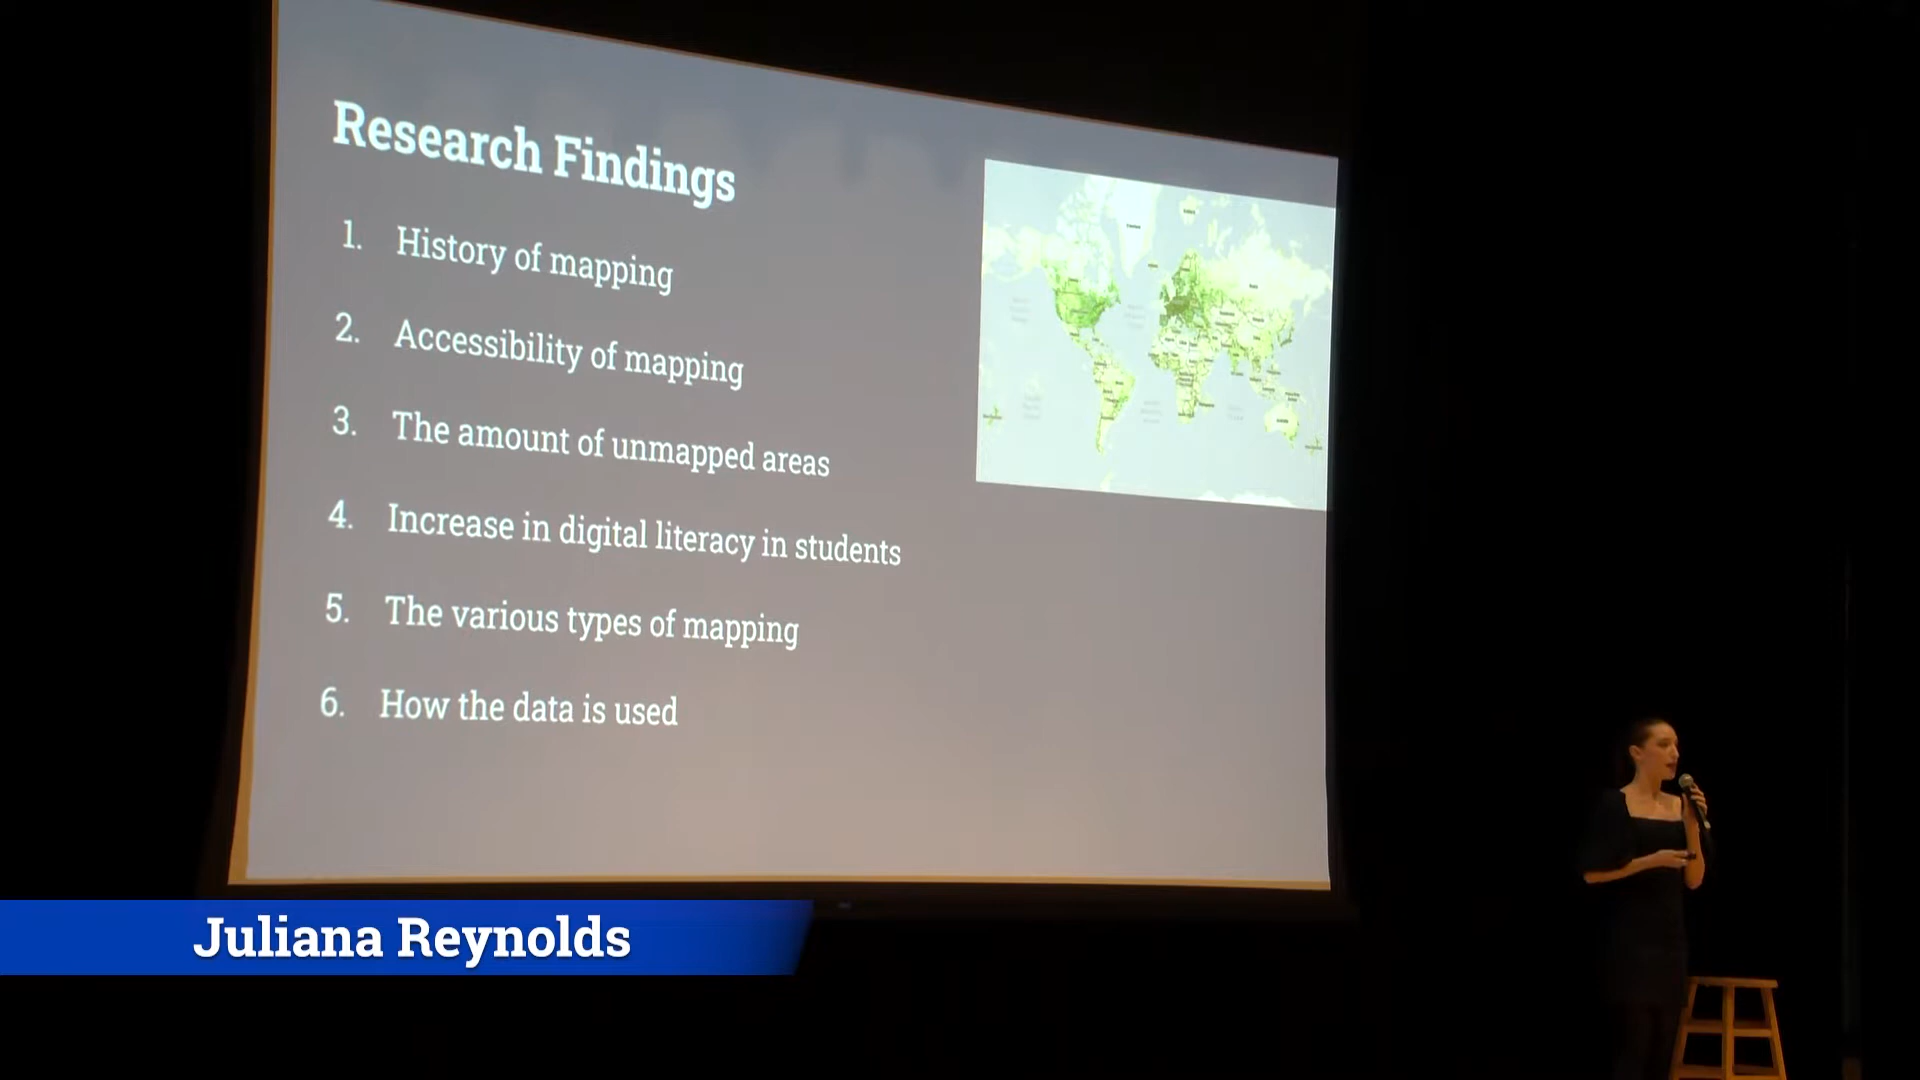 Research Findings
1. History of mapping
2. Accessibility of mapping
3. The amount of unmapped areas
4. Increase in digital literacy in students
5. The various types of mapping
6. How the data is used
Juliana Reynolds